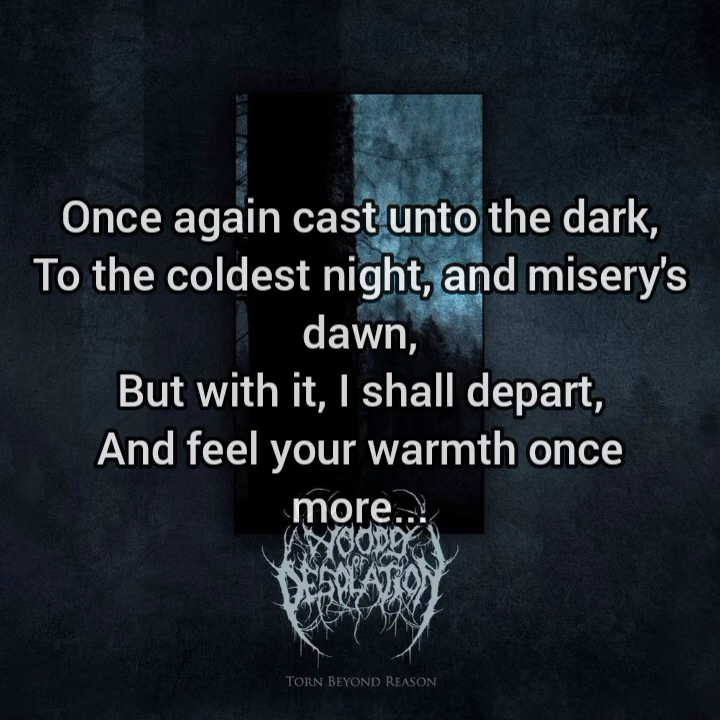 Once again cast unto the dark,
To the coldest night, and misery's
dawn,
But with it, I shall depart,
And feel your warmth once
more...
WOODS
OF
DESOLATION
TORN BEYOND REASON